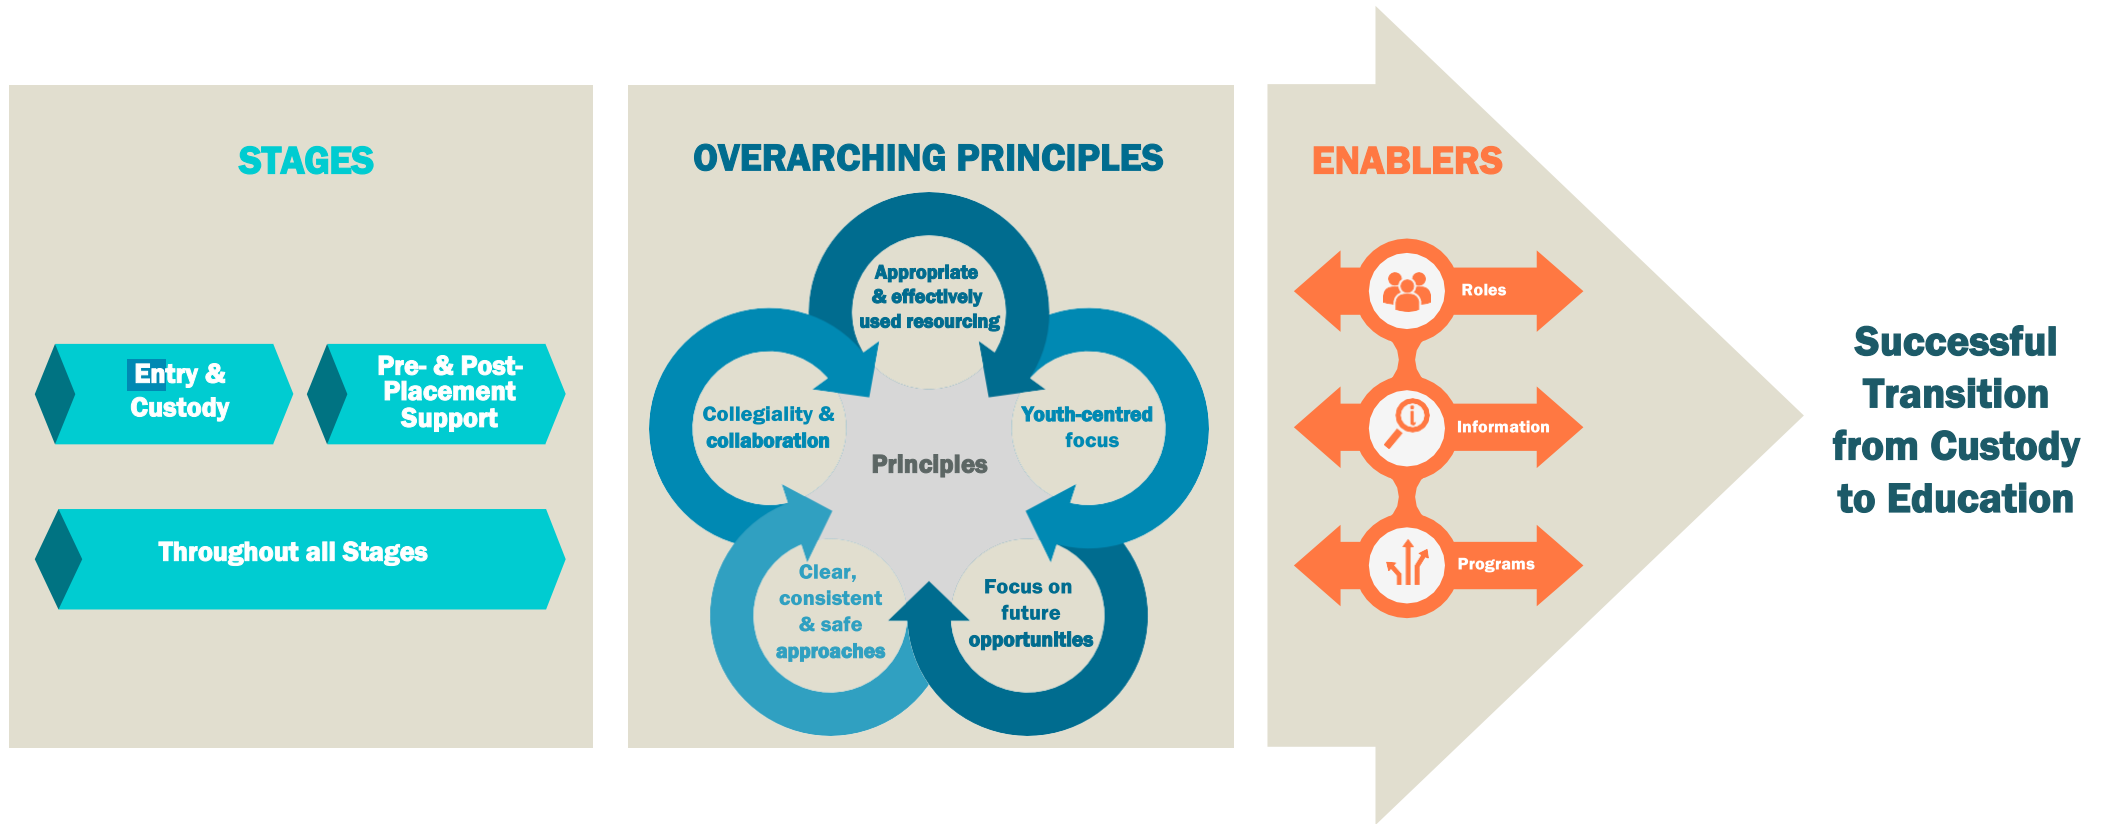 STAGES
Entry &
Custody
Pre- & Post-
Placement
Support
Throughout all Stages
OVERARCHING PRINCIPLES
Appropriate
& effectively
used resourcing
Collegiality &
collaboration
Youth-centred
focus
Principles
Clear,
consistent
& safe
approaches
Focus on
future
opportunities
ENABLERS
Roles
i
Information
Programs
Successful
Transition
from Custody
to Education